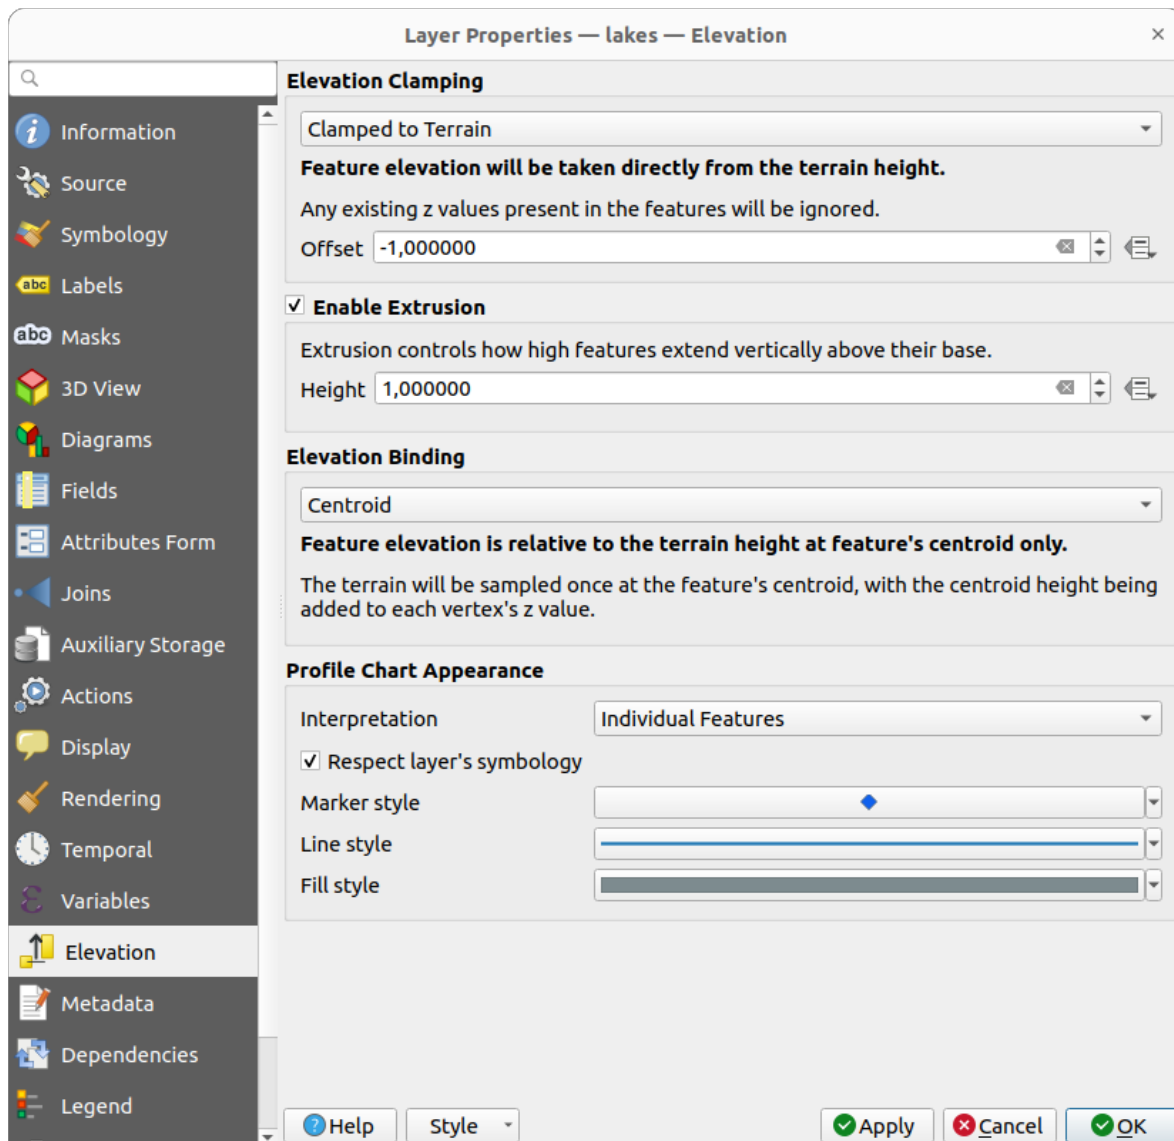 Layer Properties — lakes — Elevation
Information
Source
Symbology
abc Labels
abc Masks
3D View
Diagrams
Fields
Attributes Form
Joins
Auxiliary Storage
Actions
Display
Rendering
Temporal
Variables
Elevation
Metadata
Dependencies
Legend
Elevation Clamping
Clamped to Terrain
Feature elevation will be taken directly from the terrain height.
Any existing z values present in the features will be ignored.
Offset -1,000000
Enable Extrusion
Extrusion controls how high features extend vertically above their base.
Height 1,000000
Elevation Binding
Centroid
Feature elevation is relative to the terrain height at feature's centroid only.
The terrain will be sampled once at the feature's centroid, with the centroid height being
added to each vertex's z value.
Profile Chart Appearance
Interpretation Individual Features
Respect layer's symbology
Marker style
Line style
Fill style
Help Style Apply Cancel OK